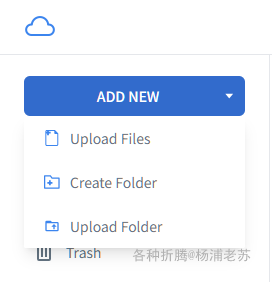 ADD NEW
Upload Files
Create Folder
Upload Folder
Trash
各种折腾@杨浦老苏